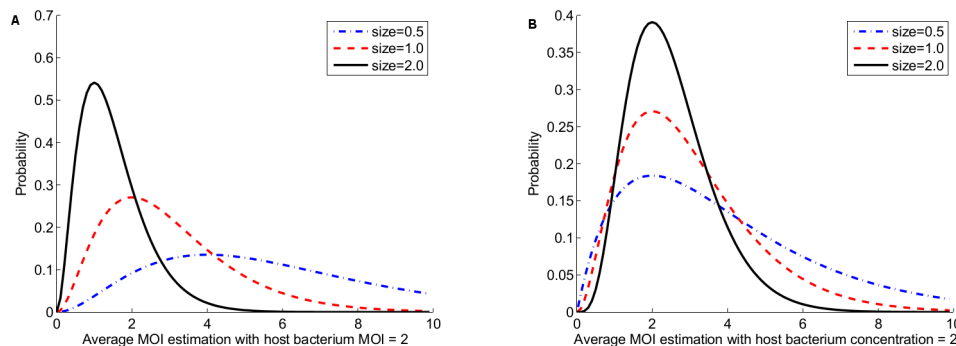 A
0.7
0.6
0.5
0.4
0.3
0.2
0.1
0
Probability
0 2 4 6 8 10
Average MOI estimation with host bacterium MOI = 2
size=0.5
size=1.0
size=2.0
B
0.4
0.35
0.3
0.25
0.2
0.15
0.1
0.05
0
Probability
0 2 4 6 8 10
Average MOI estimation with host bacterium concentration = 2
size=0.5
size=1.0
size=2.0